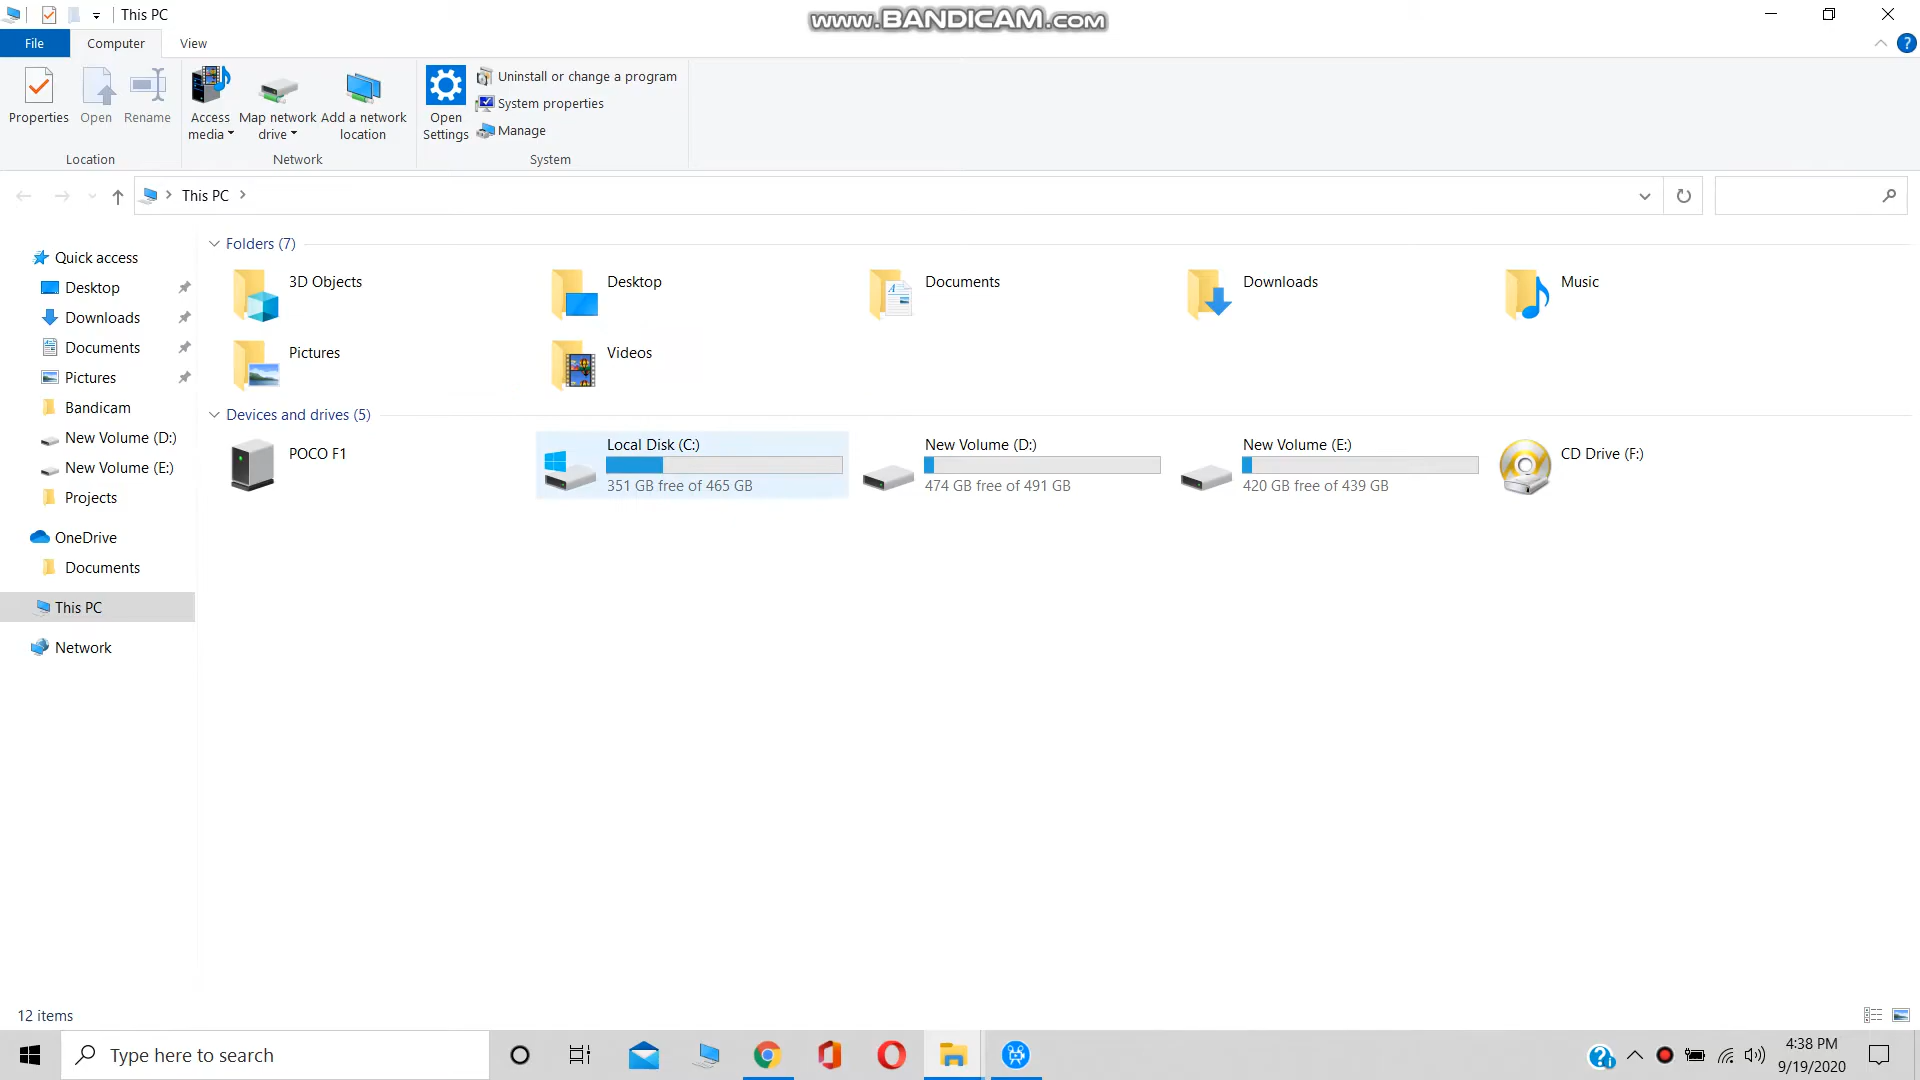 This PC
www.BANDICAM.com
File
Computer
View
Properties
Open
Rename
Access media
Map network drive
Add a network location
Open Settings
Uninstall or change a program
System properties
Manage
Location
Network
System
This PC
Quick access
Desktop
Downloads
Documents
Pictures
Bandicam
New Volume (D:)
New Volume (E:)
Projects
OneDrive
Documents
This PC
Network
Folders (7)
3D Objects
Desktop
Documents
Downloads
Music
Pictures
Videos
Devices and drives (5)
POCO F1
Local Disk (C:)
351 GB free of 465 GB
New Volume (D:)
474 GB free of 491 GB
New Volume (E:)
420 GB free of 439 GB
CD Drive (F:)
12 items
Type here to search
4:38 PM
9/19/2020